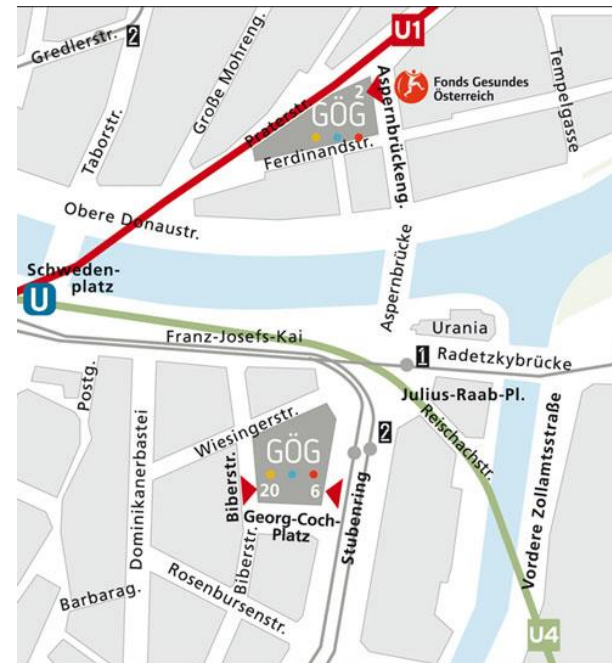 U1
Gredlerstr.
2
Große Mohreng.
Taborstr.
Praterstr.
2
GÖG
Aspernbrückeng.
Fonds Gesundes
Österreich
Tempelgasse
Ferdinandstr.
Obere Donaustr.
Schweden-
platz
U
Aspernbrücke
Urania
Franz-Josefs-Kai
1
Radetzkybrücke
Postg.
Julius-Raab-Pl.
Reischachstr.
Dominikanerbastei
Wiesingerstr.
2
GÖG
Biberstr.
20
6
Georg-Coch-
Platz
Stubenring
Vordere Zollamtsstraße
Biberstr.
Barbarag.
Rosenbursenstr.
U4